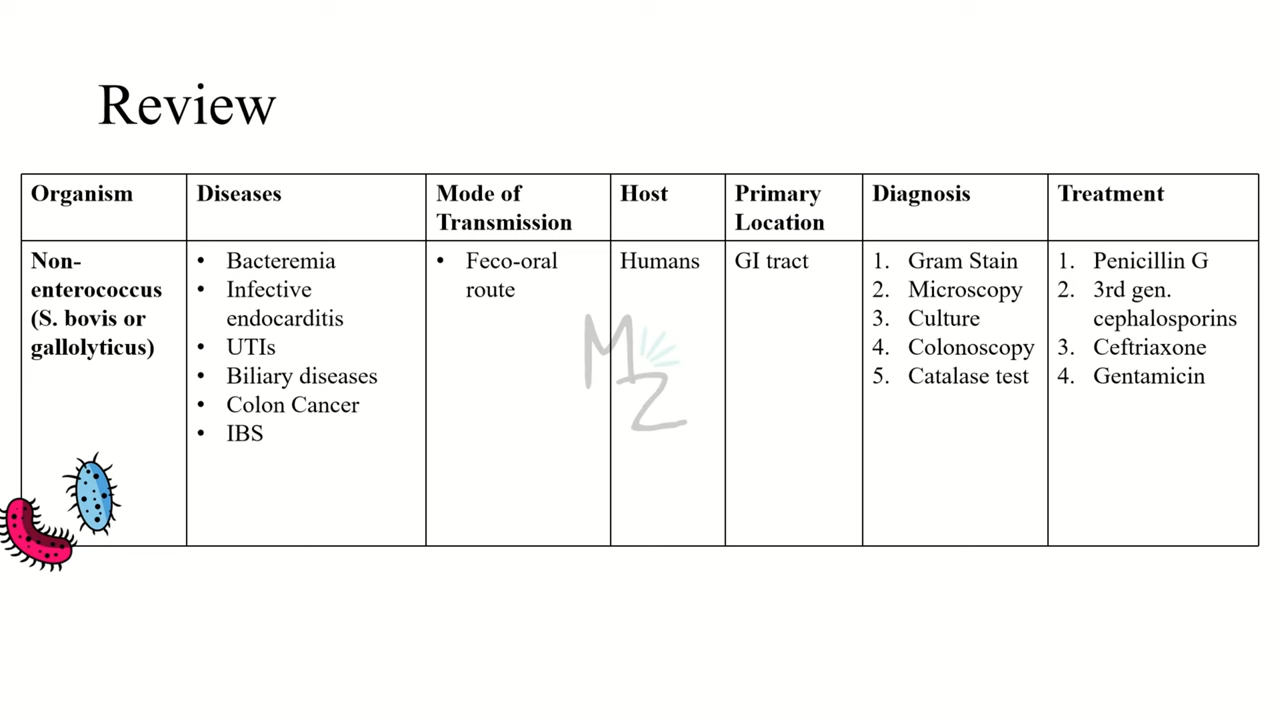 Review
Organism
Diseases
Mode of
Transmission
Host
Primary
Location
Diagnosis
Treatment
Non-
enterococcus
(S. bovis or
gallolyticus)
• Bacteremia
• Infective
endocarditis
• UTIs
• Biliary diseases
• Colon Cancer
• IBS
• Feco-oral
route
Humans
GI tract
1. Gram Stain
2. Microscopy
3. Culture
4. Colonoscopy
5. Catalase test
1. Penicillin G
2. 3rd gen.
cephalosporins
3. Ceftriaxone
4. Gentamicin
M
Z